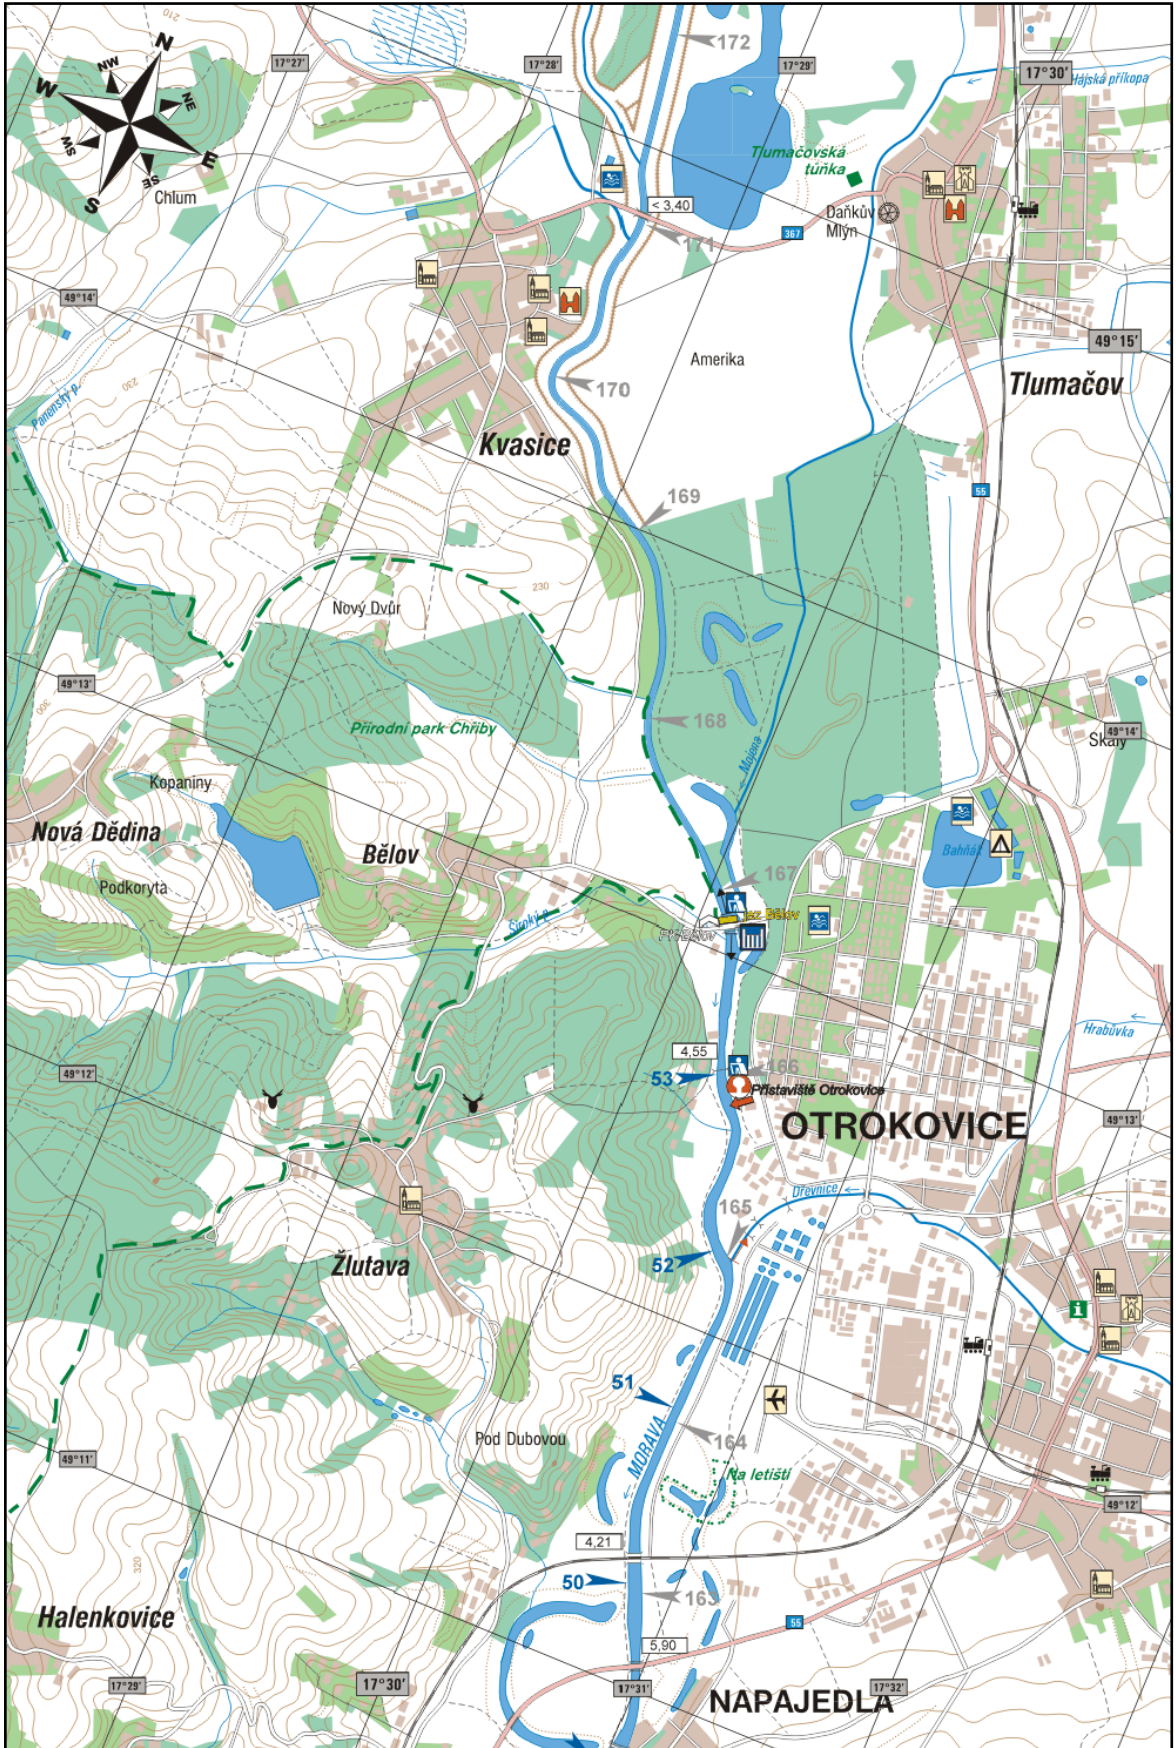 210
N
NW
W
NE
SW
E
SE
S
Chlum
17°27'
17°28'
172
17°29'
17°30'
Hájská příkopa
Tlumačovská
tůňka
< 3,40
171
367
Daňkův
Mlýn
49°14'
49°15'
Amerika
Tlumačov
Panenský p.
230
170
Kvasice
169
55
230
Nový Dvůr
49°13'
300
Přírodní park Chřiby
168
49°14'
Skály
Mojena
Kopaniny
Nová Dědina
Bělov
Bahňák
Podkoryta
167
Široký p.
jez Bělov
Hrabůvka
49°12'
4,55
53
166
Přístaviště Otrokovice
OTROKOVICE
49°13'
Dřevnice
165
52
Žlutava
i
51
MORAVA
164
Pod Dubovou
Na letišti
49°11'
49°12'
4,21
50
163
320
Halenkovice
5,90
55
17°29'
17°30'
17°31'
17°32'
NAPAJEDLA